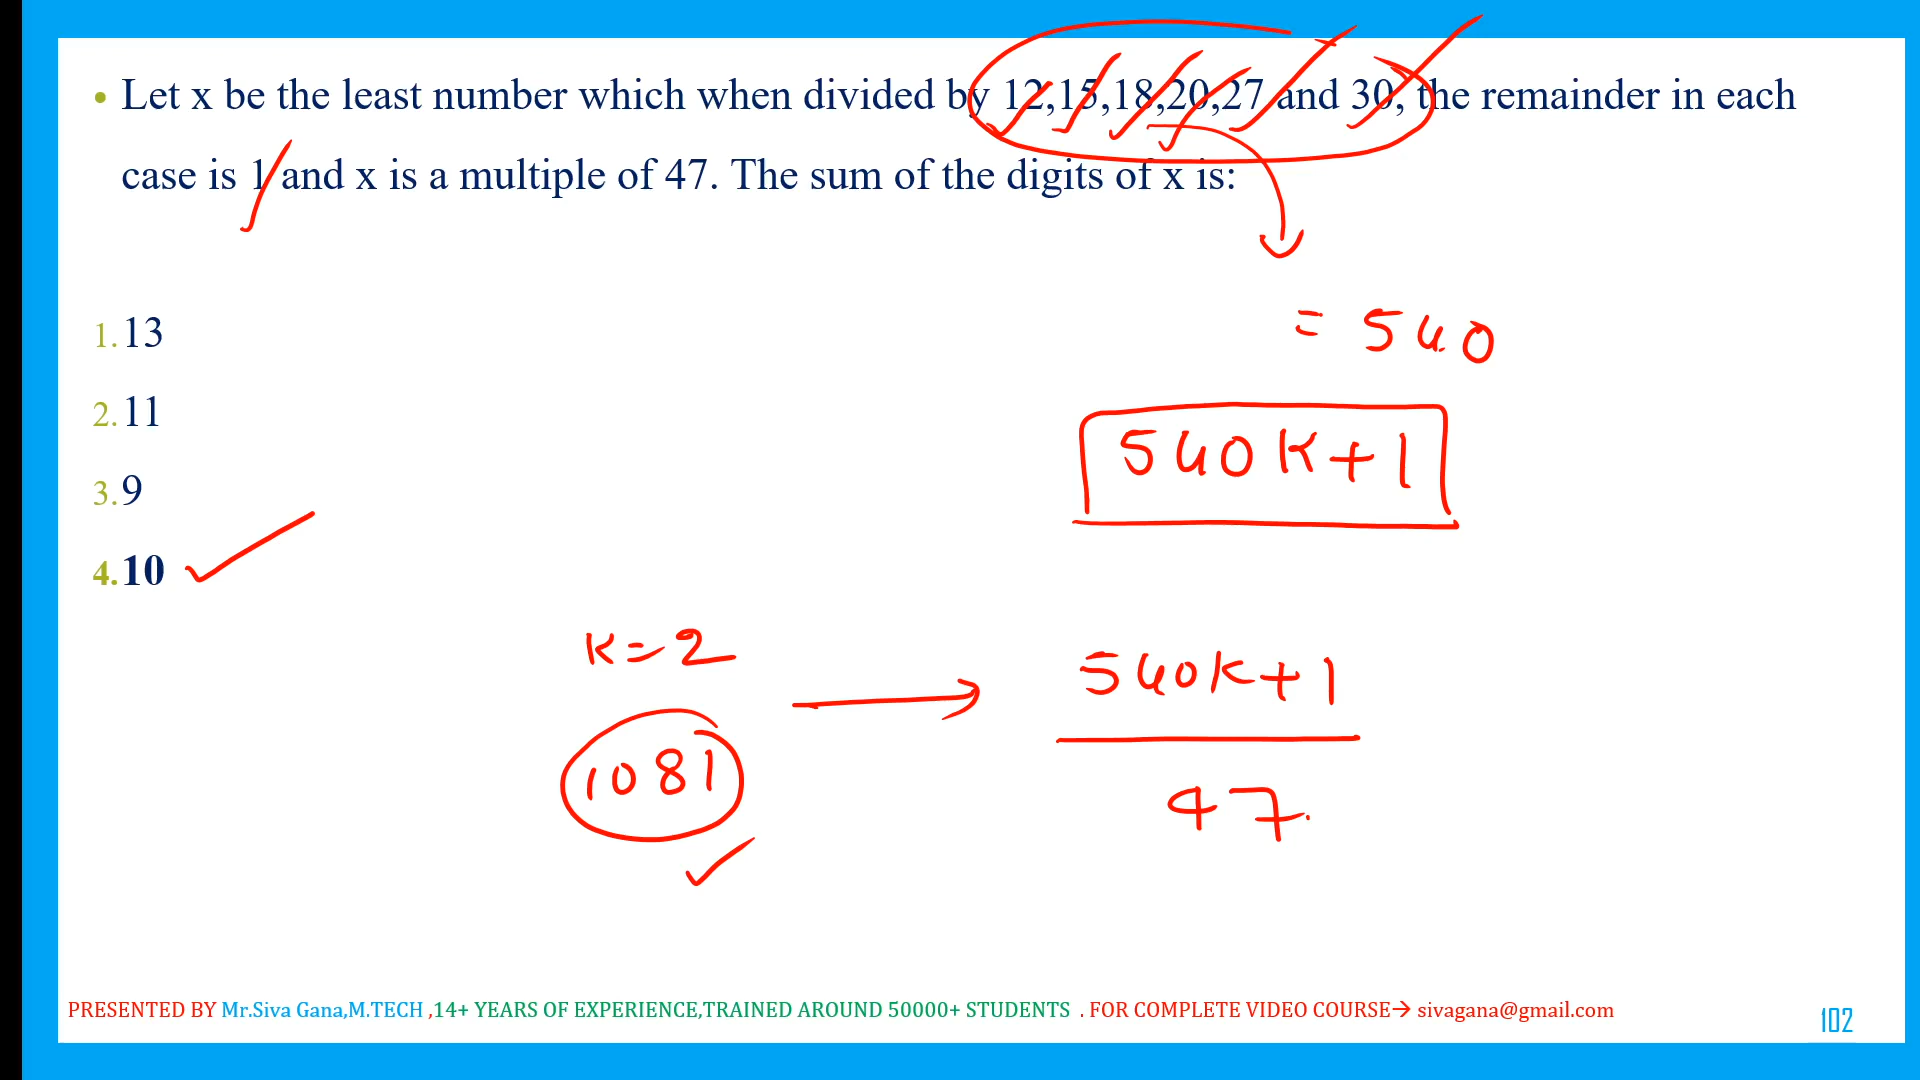 • Let x be the least number which when divided by 12,15,18,20,27 and 30, the remainder in each
case is 1 and x is a multiple of 47. The sum of the digits of x is:
= 540
1. 13
2. 11
540K+1
3. 9
4. 10
K=2
540K+1
1081
47
PRESENTED BY Mr.Siva Gana,M.TECH ,14+ YEARS OF EXPERIENCE,TRAINED AROUND 50000+ STUDENTS . FOR COMPLETE VIDEO COURSE→ sivagana@gmail.com
102